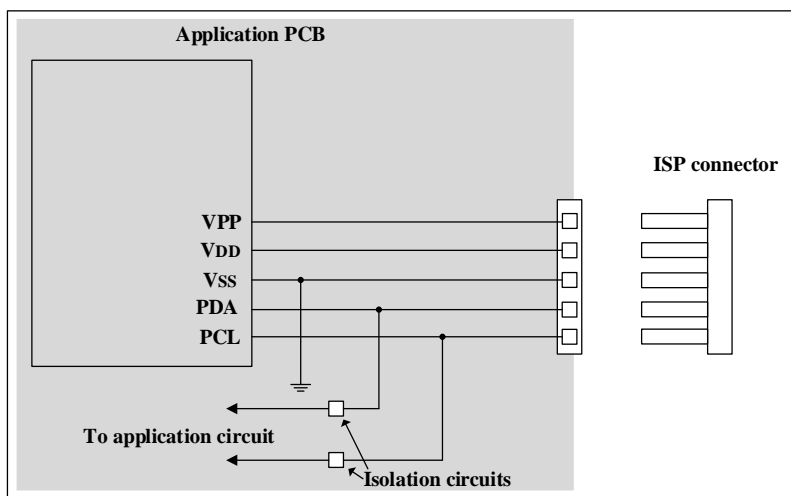 Application PCB
ISP connector
VPP
VDD
VSS
PDA
PCL
To application circuit
Isolation circuits